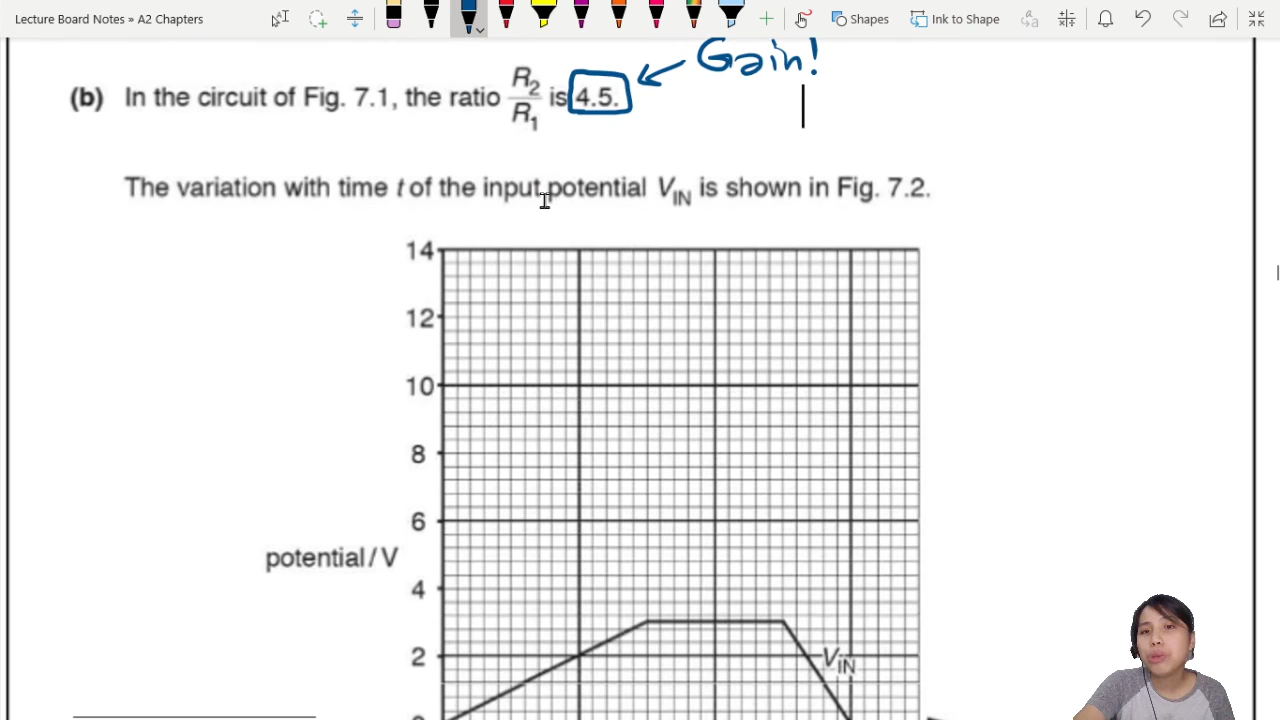 Lecture Board Notes » A2 Chapters
Shapes
Ink to Shape
Gain!
(b) In the circuit of Fig. 7.1, the ratio R2/R1 is 4.5.
The variation with time t of the input potential VIN is shown in Fig. 7.2.
14
12
10
8
6
potential/V
4
2
VIN
0